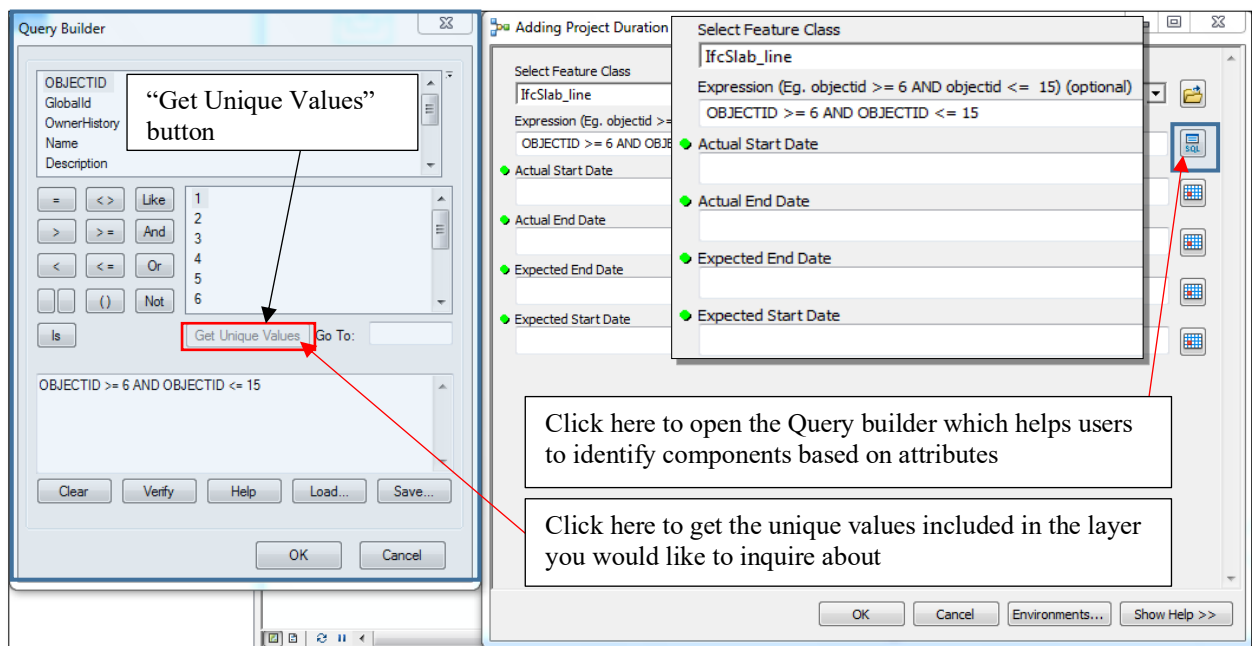 Query Builder
OBJECTID
GlobalId
OwnerHistory
Name
Description
“Get Unique Values”
button
= < > Like
> > = And
< < = Or
( ) Not
Is
1
2
3
4
5
6
Get Unique Values Go To:
OBJECTID >= 6 AND OBJECTID <= 15
Clear Verify Help Load... Save...
OK Cancel
Adding Project Duration
Select Feature Class
IfcSlab_line
Expression (Eg. objectid >=
OBJECTID >= 6 AND OBJE
Actual Start Date
Actual End Date
Expected End Date
Expected Start Date
Select Feature Class
IfcSlab_line
Expression (Eg. objectid >= 6 AND objectid <= 15) (optional)
OBJECTID >= 6 AND OBJECTID <= 15
Actual Start Date
Actual End Date
Expected End Date
Expected Start Date
SQL
Click here to open the Query builder which helps users
to identify components based on attributes
Click here to get the unique values included in the layer
you would like to inquire about
OK Cancel Environments... Show Help >>